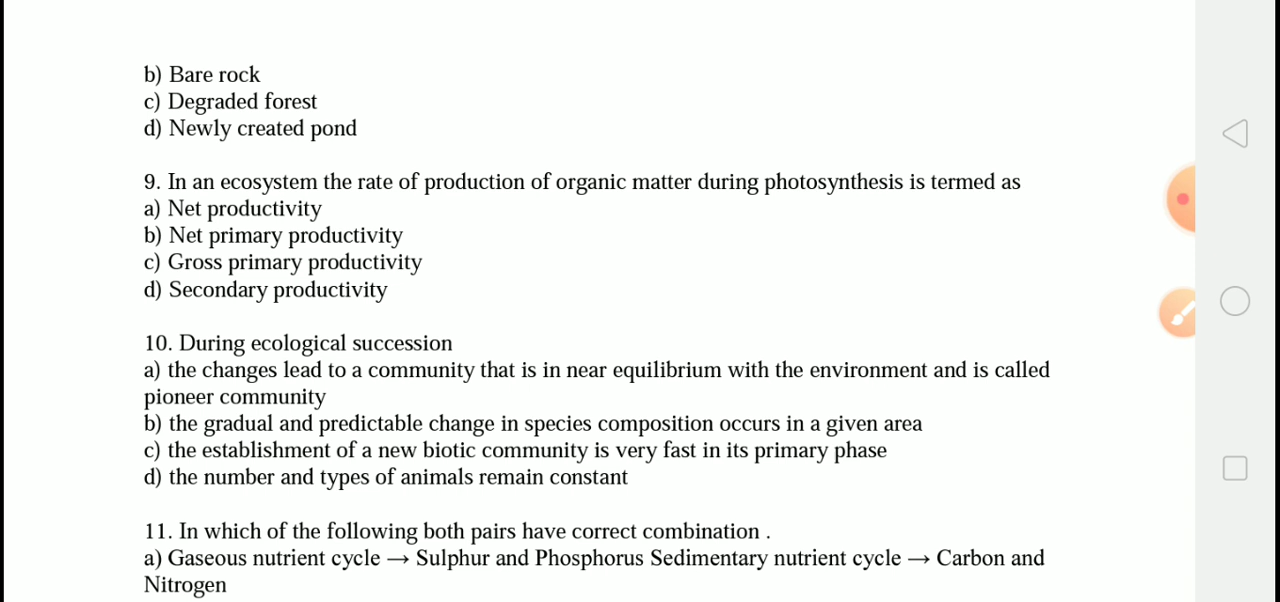 b) Bare rock
c) Degraded forest
d) Newly created pond
9. In an ecosystem the rate of production of organic matter during photosynthesis is termed as
a) Net productivity
b) Net primary productivity
c) Gross primary productivity
d) Secondary productivity
10. During ecological succession
a) the changes lead to a community that is in near equilibrium with the environment and is called
pioneer community
b) the gradual and predictable change in species composition occurs in a given area
c) the establishment of a new biotic community is very fast in its primary phase
d) the number and types of animals remain constant
11. In which of the following both pairs have correct combination .
a) Gaseous nutrient cycle → Sulphur and Phosphorus Sedimentary nutrient cycle → Carbon and
Nitrogen